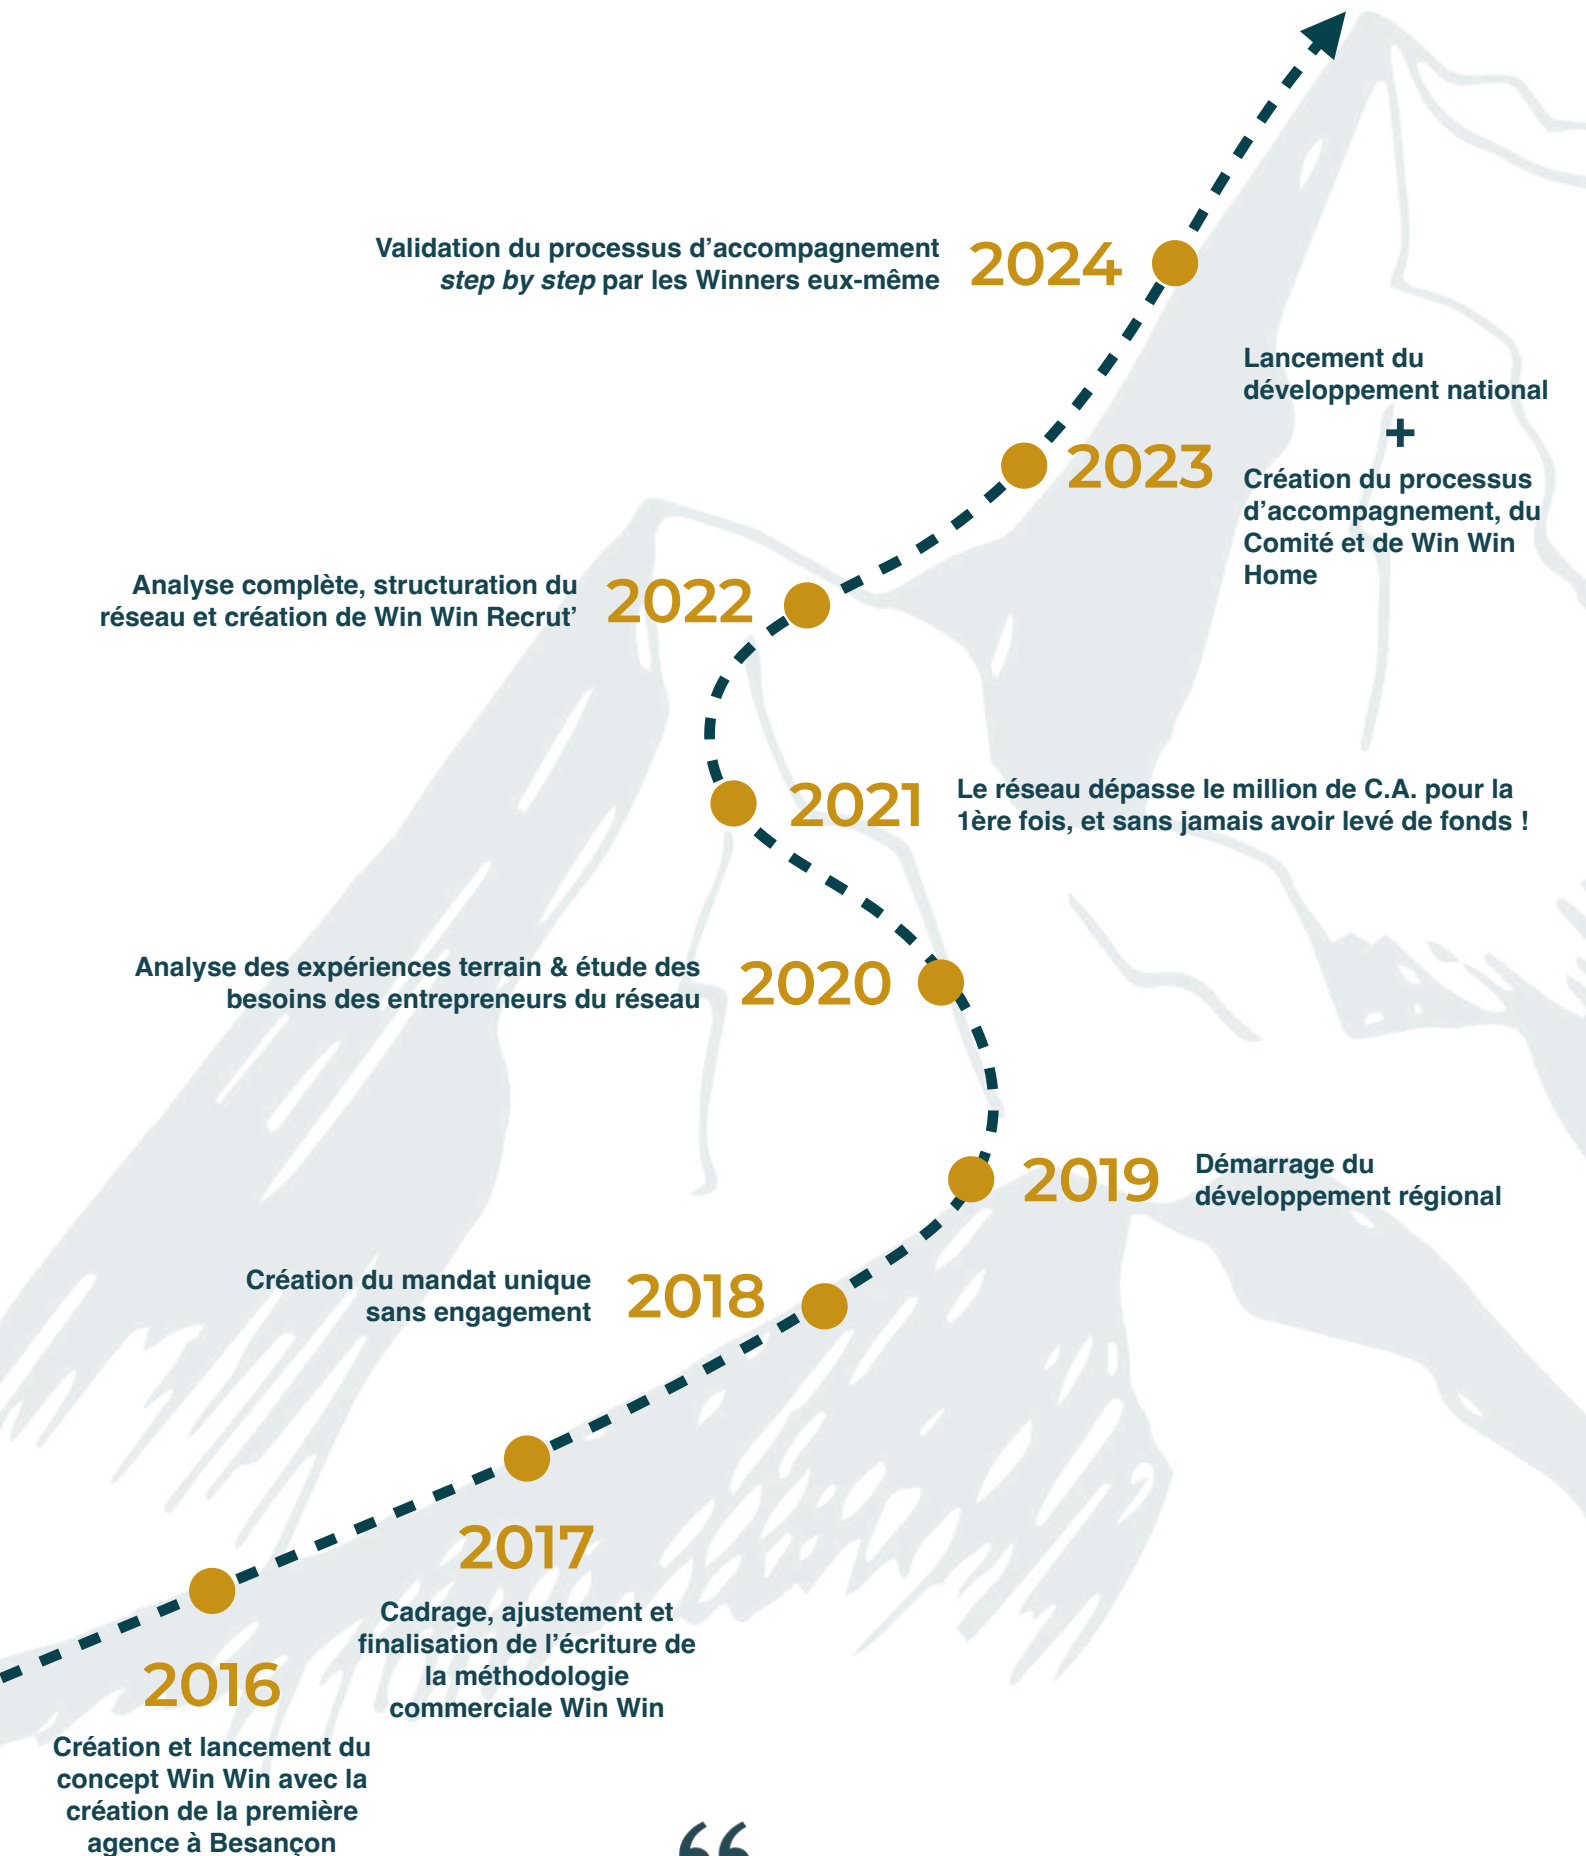 Validation du processus d’accompagnement
step by step par les Winners eux-même
2024
Lancement du
développement national
+
2023
Création du processus
d’accompagnement, du
Comité et de Win Win
Home
Analyse complète, structuration du
réseau et création de Win Win Recrut’
2022
2021
Le réseau dépasse le million de C.A. pour la
1ère fois, et sans jamais avoir levé de fonds !
Analyse des expériences terrain & étude des
besoins des entrepreneurs du réseau
2020
2019
Démarrage du
développement régional
Création du mandat unique
sans engagement
2018
2017
Cadrage, ajustement et
finalisation de l’écriture de
la méthodologie
commerciale Win Win
2016
Création et lancement du
concept Win Win avec la
création de la première
agence à Besançon
“